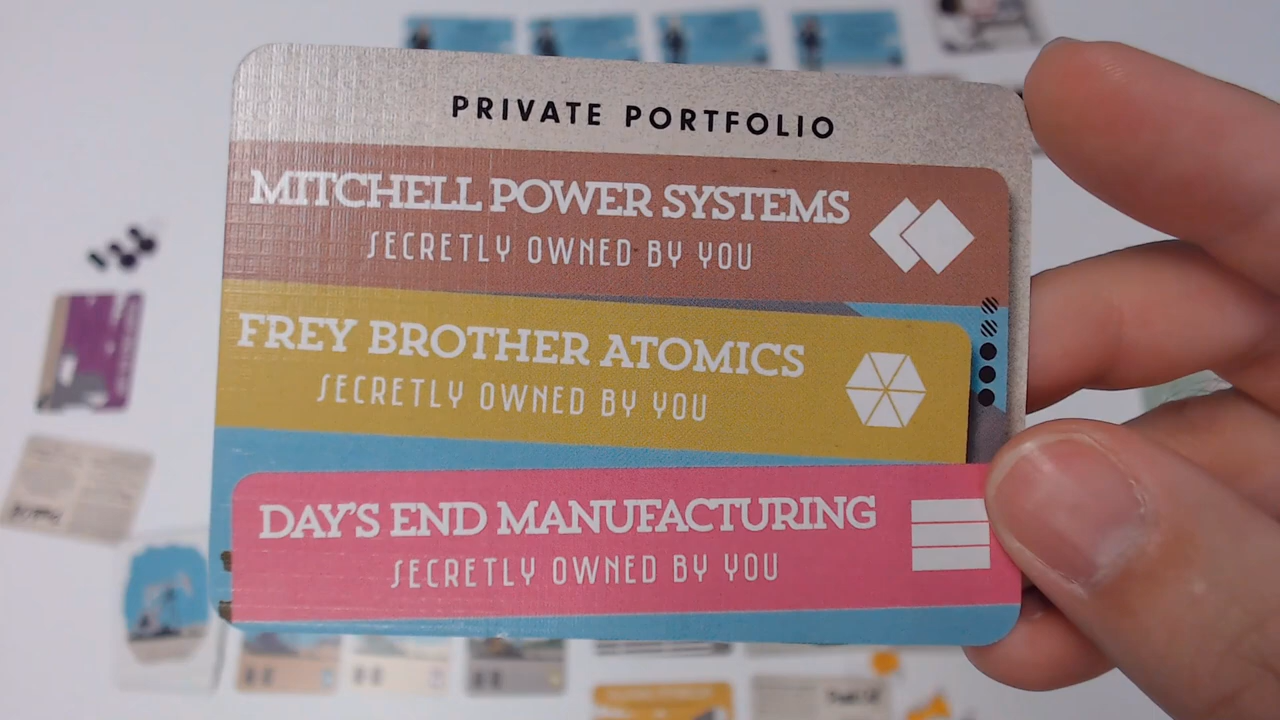 PRIVATE PORTFOLIO
MITCHELL POWER SYSTEMS
SECRETLY OWNED BY YOU
FREY BROTHER ATOMICS
SECRETLY OWNED BY YOU
DAY'S END MANUFACTURING
SECRETLY OWNED BY YOU